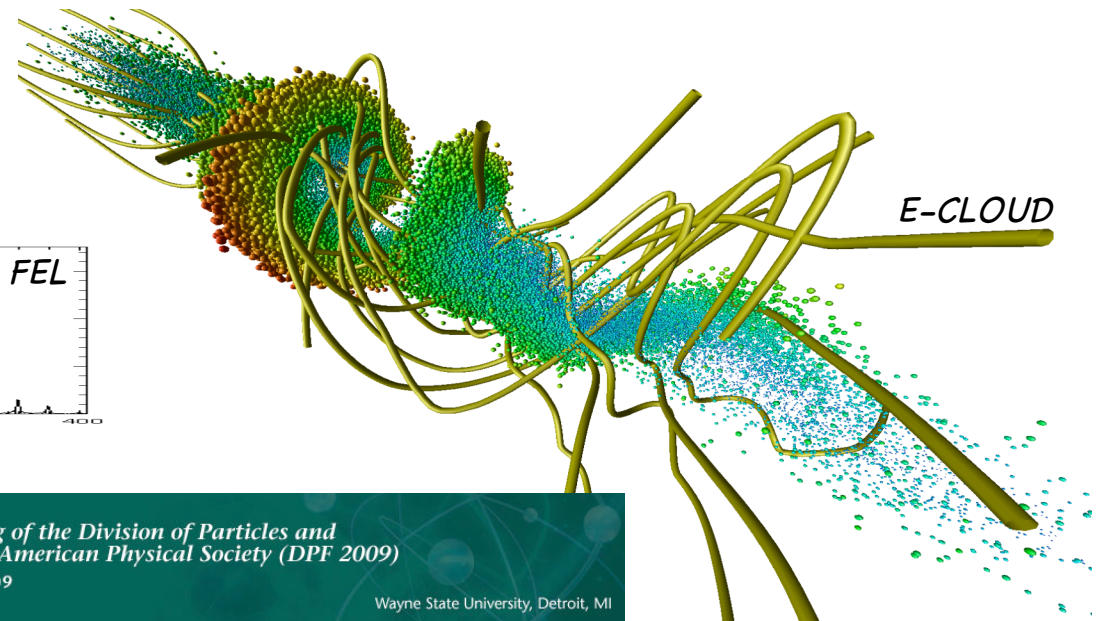 E-CLOUD
FEL
400
g of the Division of Particles and
American Physical Society (DPF 2009)
9
Wayne State University, Detroit, MI